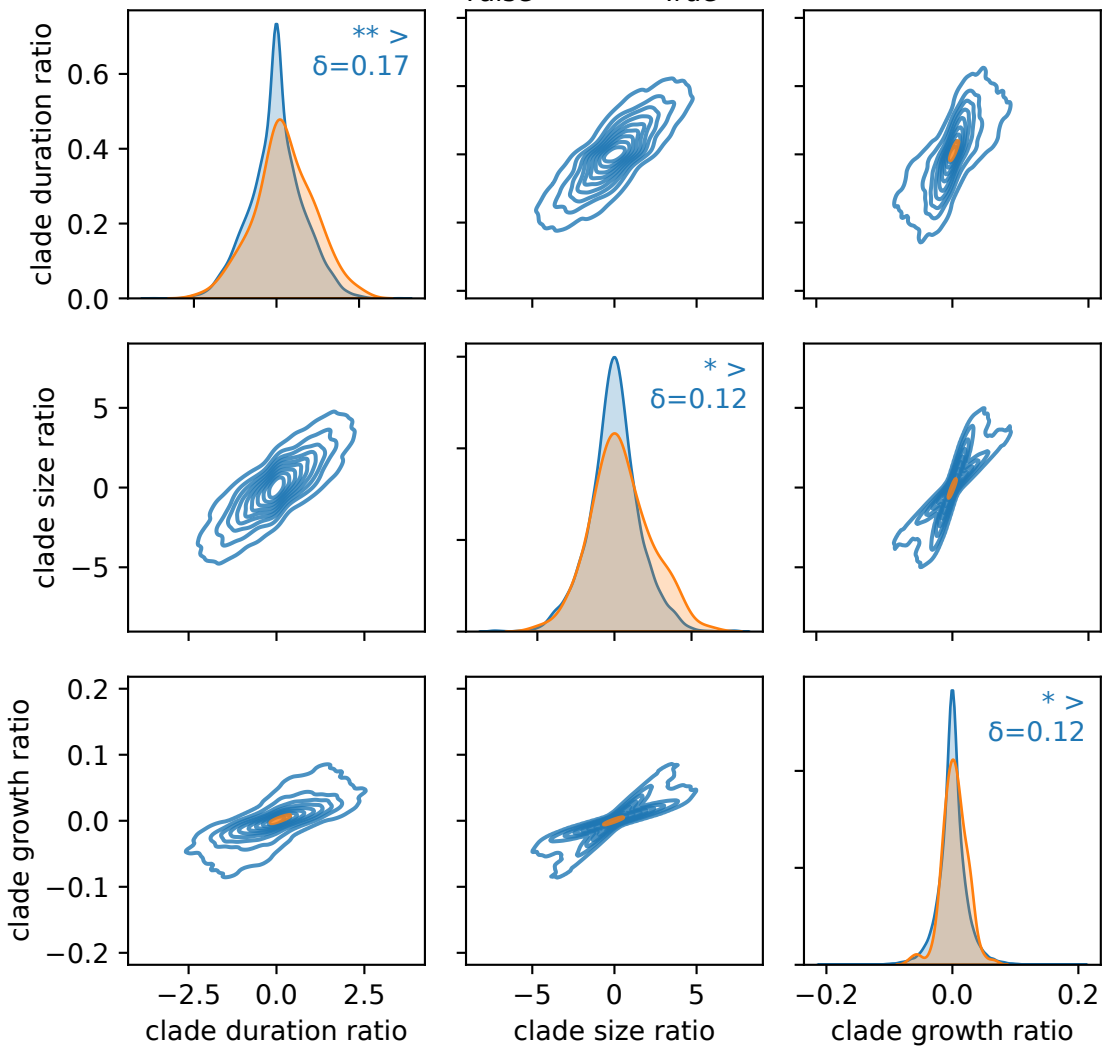 clade duration ratio
0.6
0.4
0.2
0.0
** >
δ=0.17
clade size ratio
5
0
−5
* >
δ=0.12
clade growth ratio
0.2
0.1
0.0
−0.1
−0.2
* >
δ=0.12
−2.5 0.0 2.5
−5 0 5
−0.2 0.0 0.2
clade duration ratio
clade size ratio
clade growth ratio